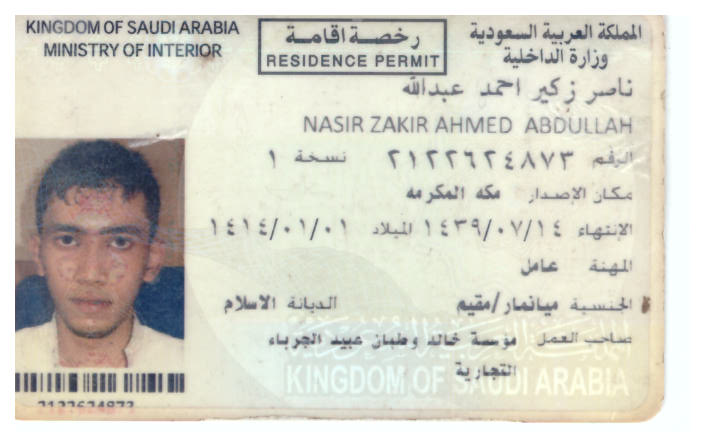 KINGDOM OF SAUDI ARABIA
MINISTRY OF INTERIOR
رخصة اقامة
RESIDENCE PERMIT
المملكة العربية السعودية
وزارة الداخلية
ناصر زكير احمد عبدالله
NASIR ZAKIR AHMED ABDULLAH
الرقم ٢١٢٢٦٢٤٨٧٣ نسخة ١
مكان الإصدار مكه المكرمه
الإنتهاء ١٤٣٩/٠٧/١٤ الميلاد ١٤١٤/٠١/٠١
المهنة عامل
الجنسية ميانمار/مقيم الديانة الاسلام
صاحب العمل مؤسسة خالد وطبان عبيد الجرباء
التجارية
KINGDOM OF SAUDI ARABIA
2122624873